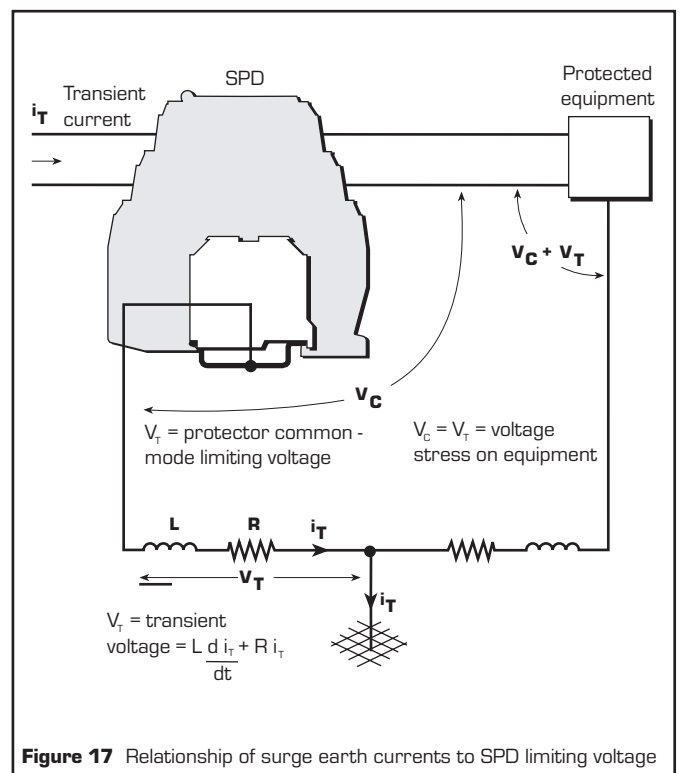 SPD
Protected
equipment
Transient
current
iT
VC + VT
VC
VT = protector common -
mode limiting voltage
VC = VT = voltage
stress on equipment
L
R
iT
VT
iT
VT = transient
voltage = L d iT + R iT
dt
Figure 17 Relationship of surge earth currents to SPD limiting voltage